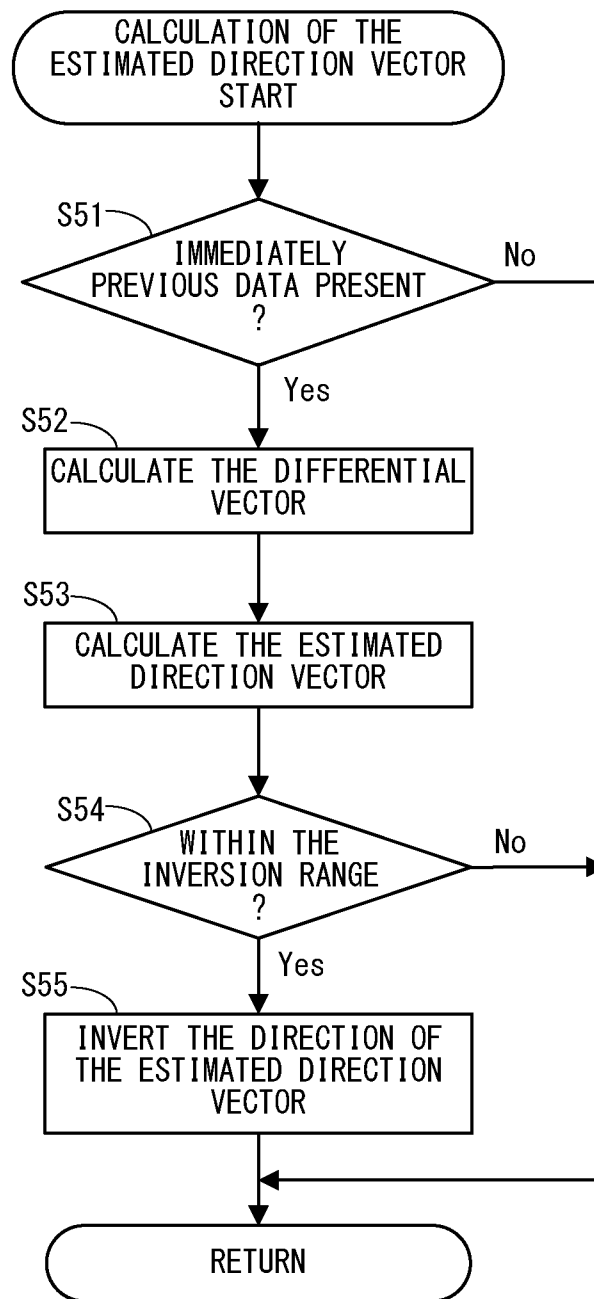 CALCULATION OF THE
ESTIMATED DIRECTION VECTOR
START
S51
IMMEDIATELY
PREVIOUS DATA PRESENT
?
No
Yes
S52
CALCULATE THE DIFFERENTIAL
VECTOR
S53
CALCULATE THE ESTIMATED
DIRECTION VECTOR
S54
WITHIN THE
INVERSION RANGE
?
No
Yes
S55
INVERT THE DIRECTION OF
THE ESTIMATED DIRECTION
VECTOR
RETURN